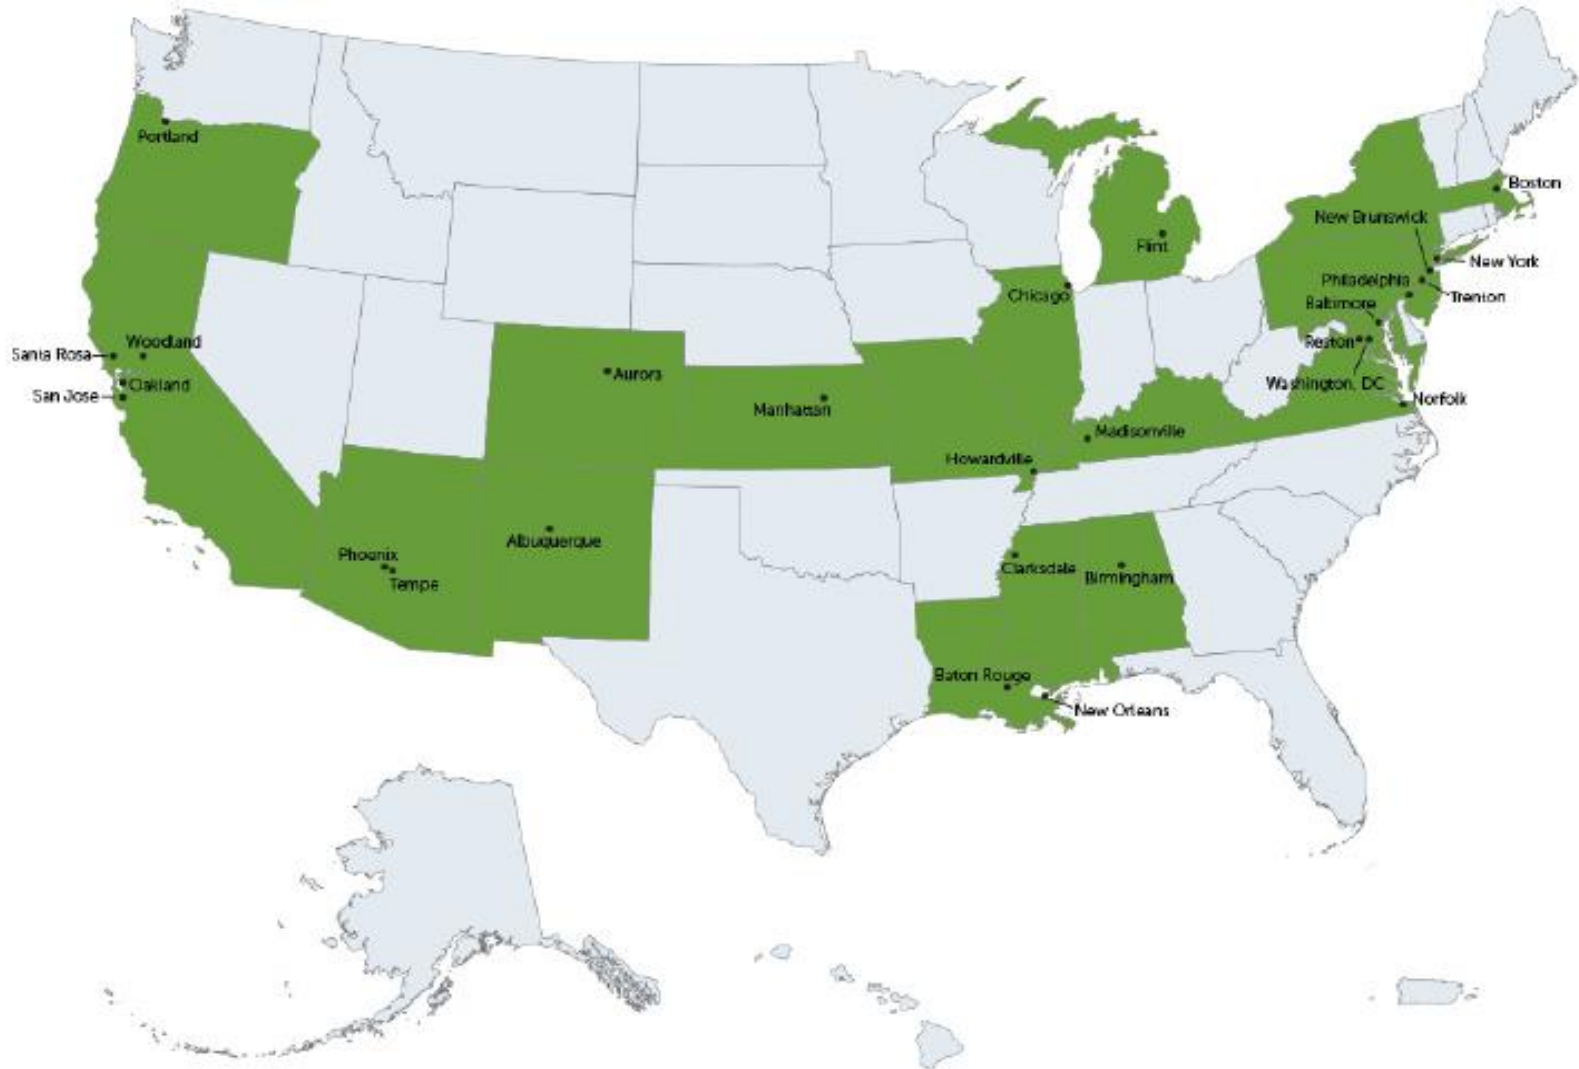 Portland
Boston
New Brunswick
Flint
New York
Philadelphia
Chicago
Trenton
Baltimore
Woodland
Reston
Santa Rosa
Aurora
Oakland
Washington, DC
San Jose
Norfolk
Manhattan
Madisonville
Howardville
Albuquerque
Phoenix
Clarksdale
Birmingham
Tempe
Baton Rouge
New Orleans